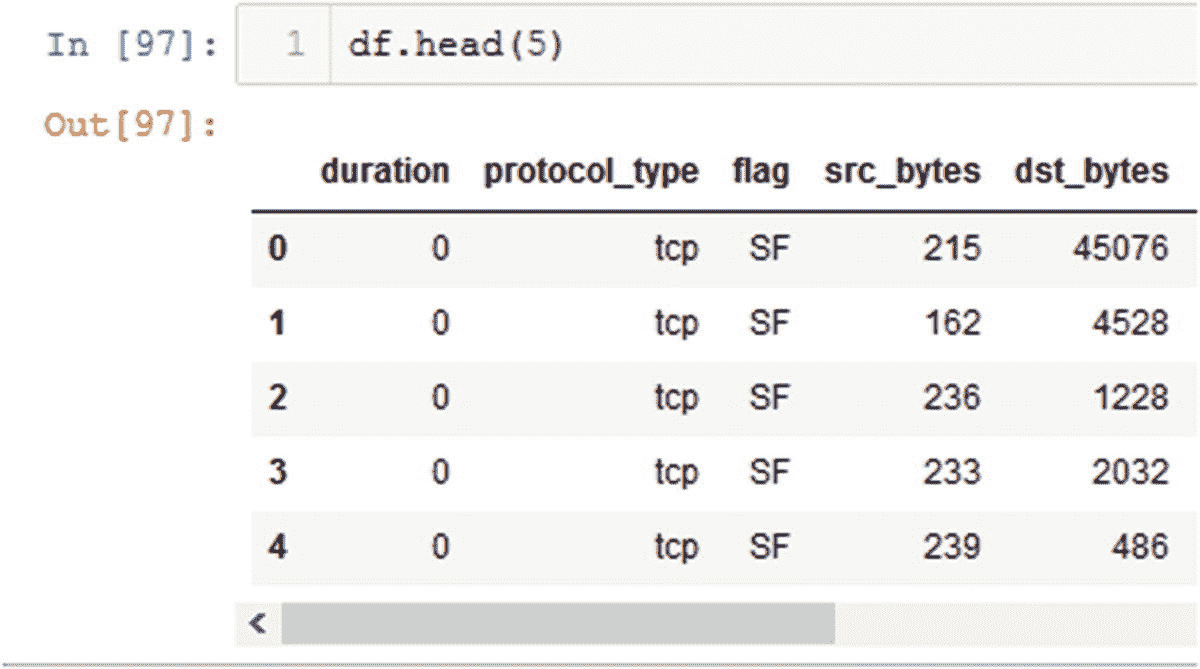 In [97]: 1 df.head(5)
Out[97]:
duration protocol_type flag src_bytes dst_bytes
0 0 tcp SF 215 45076
1 0 tcp SF 162 4528
2 0 tcp SF 236 1228
3 0 tcp SF 233 2032
4 0 tcp SF 239 486